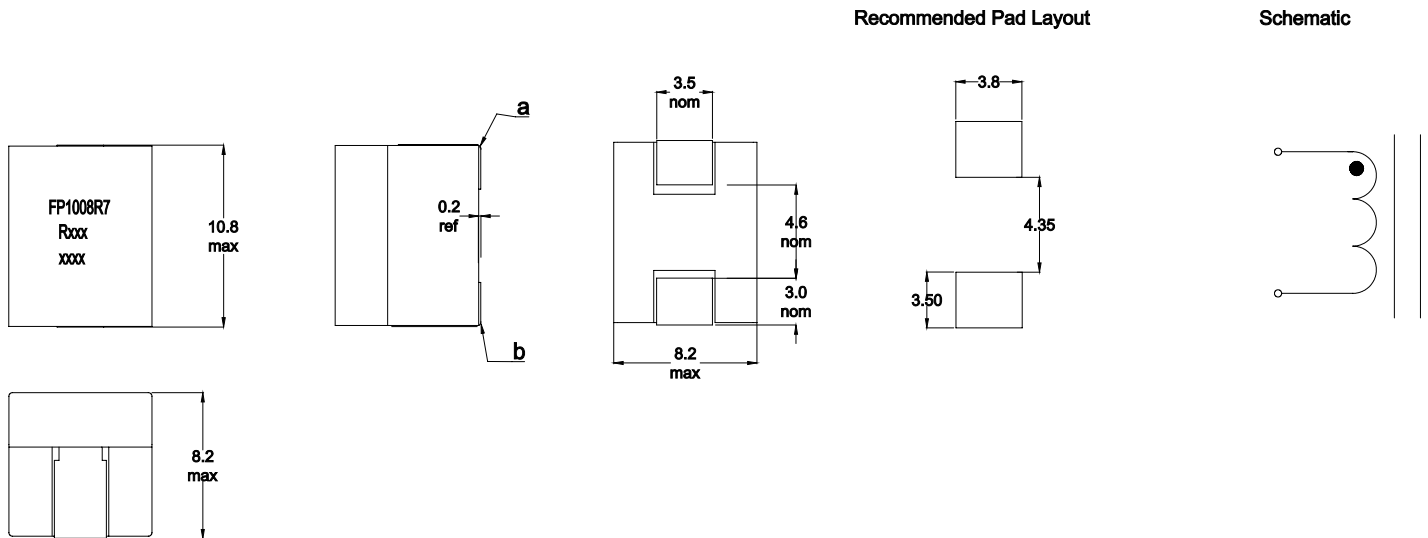 Recommended Pad Layout
Schematic
FP1008R7
Rxxx
xxxx
10.8
max
a
0.2
ref
b
3.5
nom
4.6
nom
3.0
nom
8.2
max
3.8
4.35
3.50
8.2
max